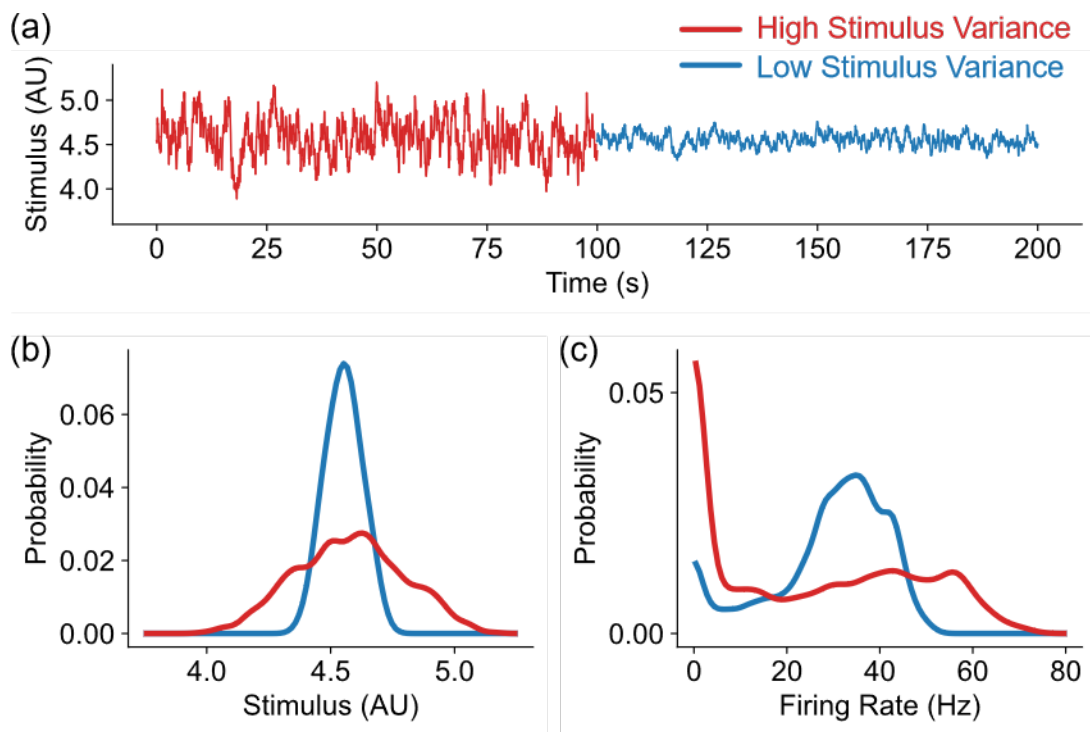 (a)
High Stimulus Variance
Low Stimulus Variance
Stimulus (AU)
5.0
4.5
4.0
0 25 50 75 100 125 150 175 200
Time (s)
(b)
Probability
0.06
0.04
0.02
0.00
4.0 4.5 5.0
Stimulus (AU)
(c)
Probability
0.05
0.00
0 20 40 60 80
Firing Rate (Hz)